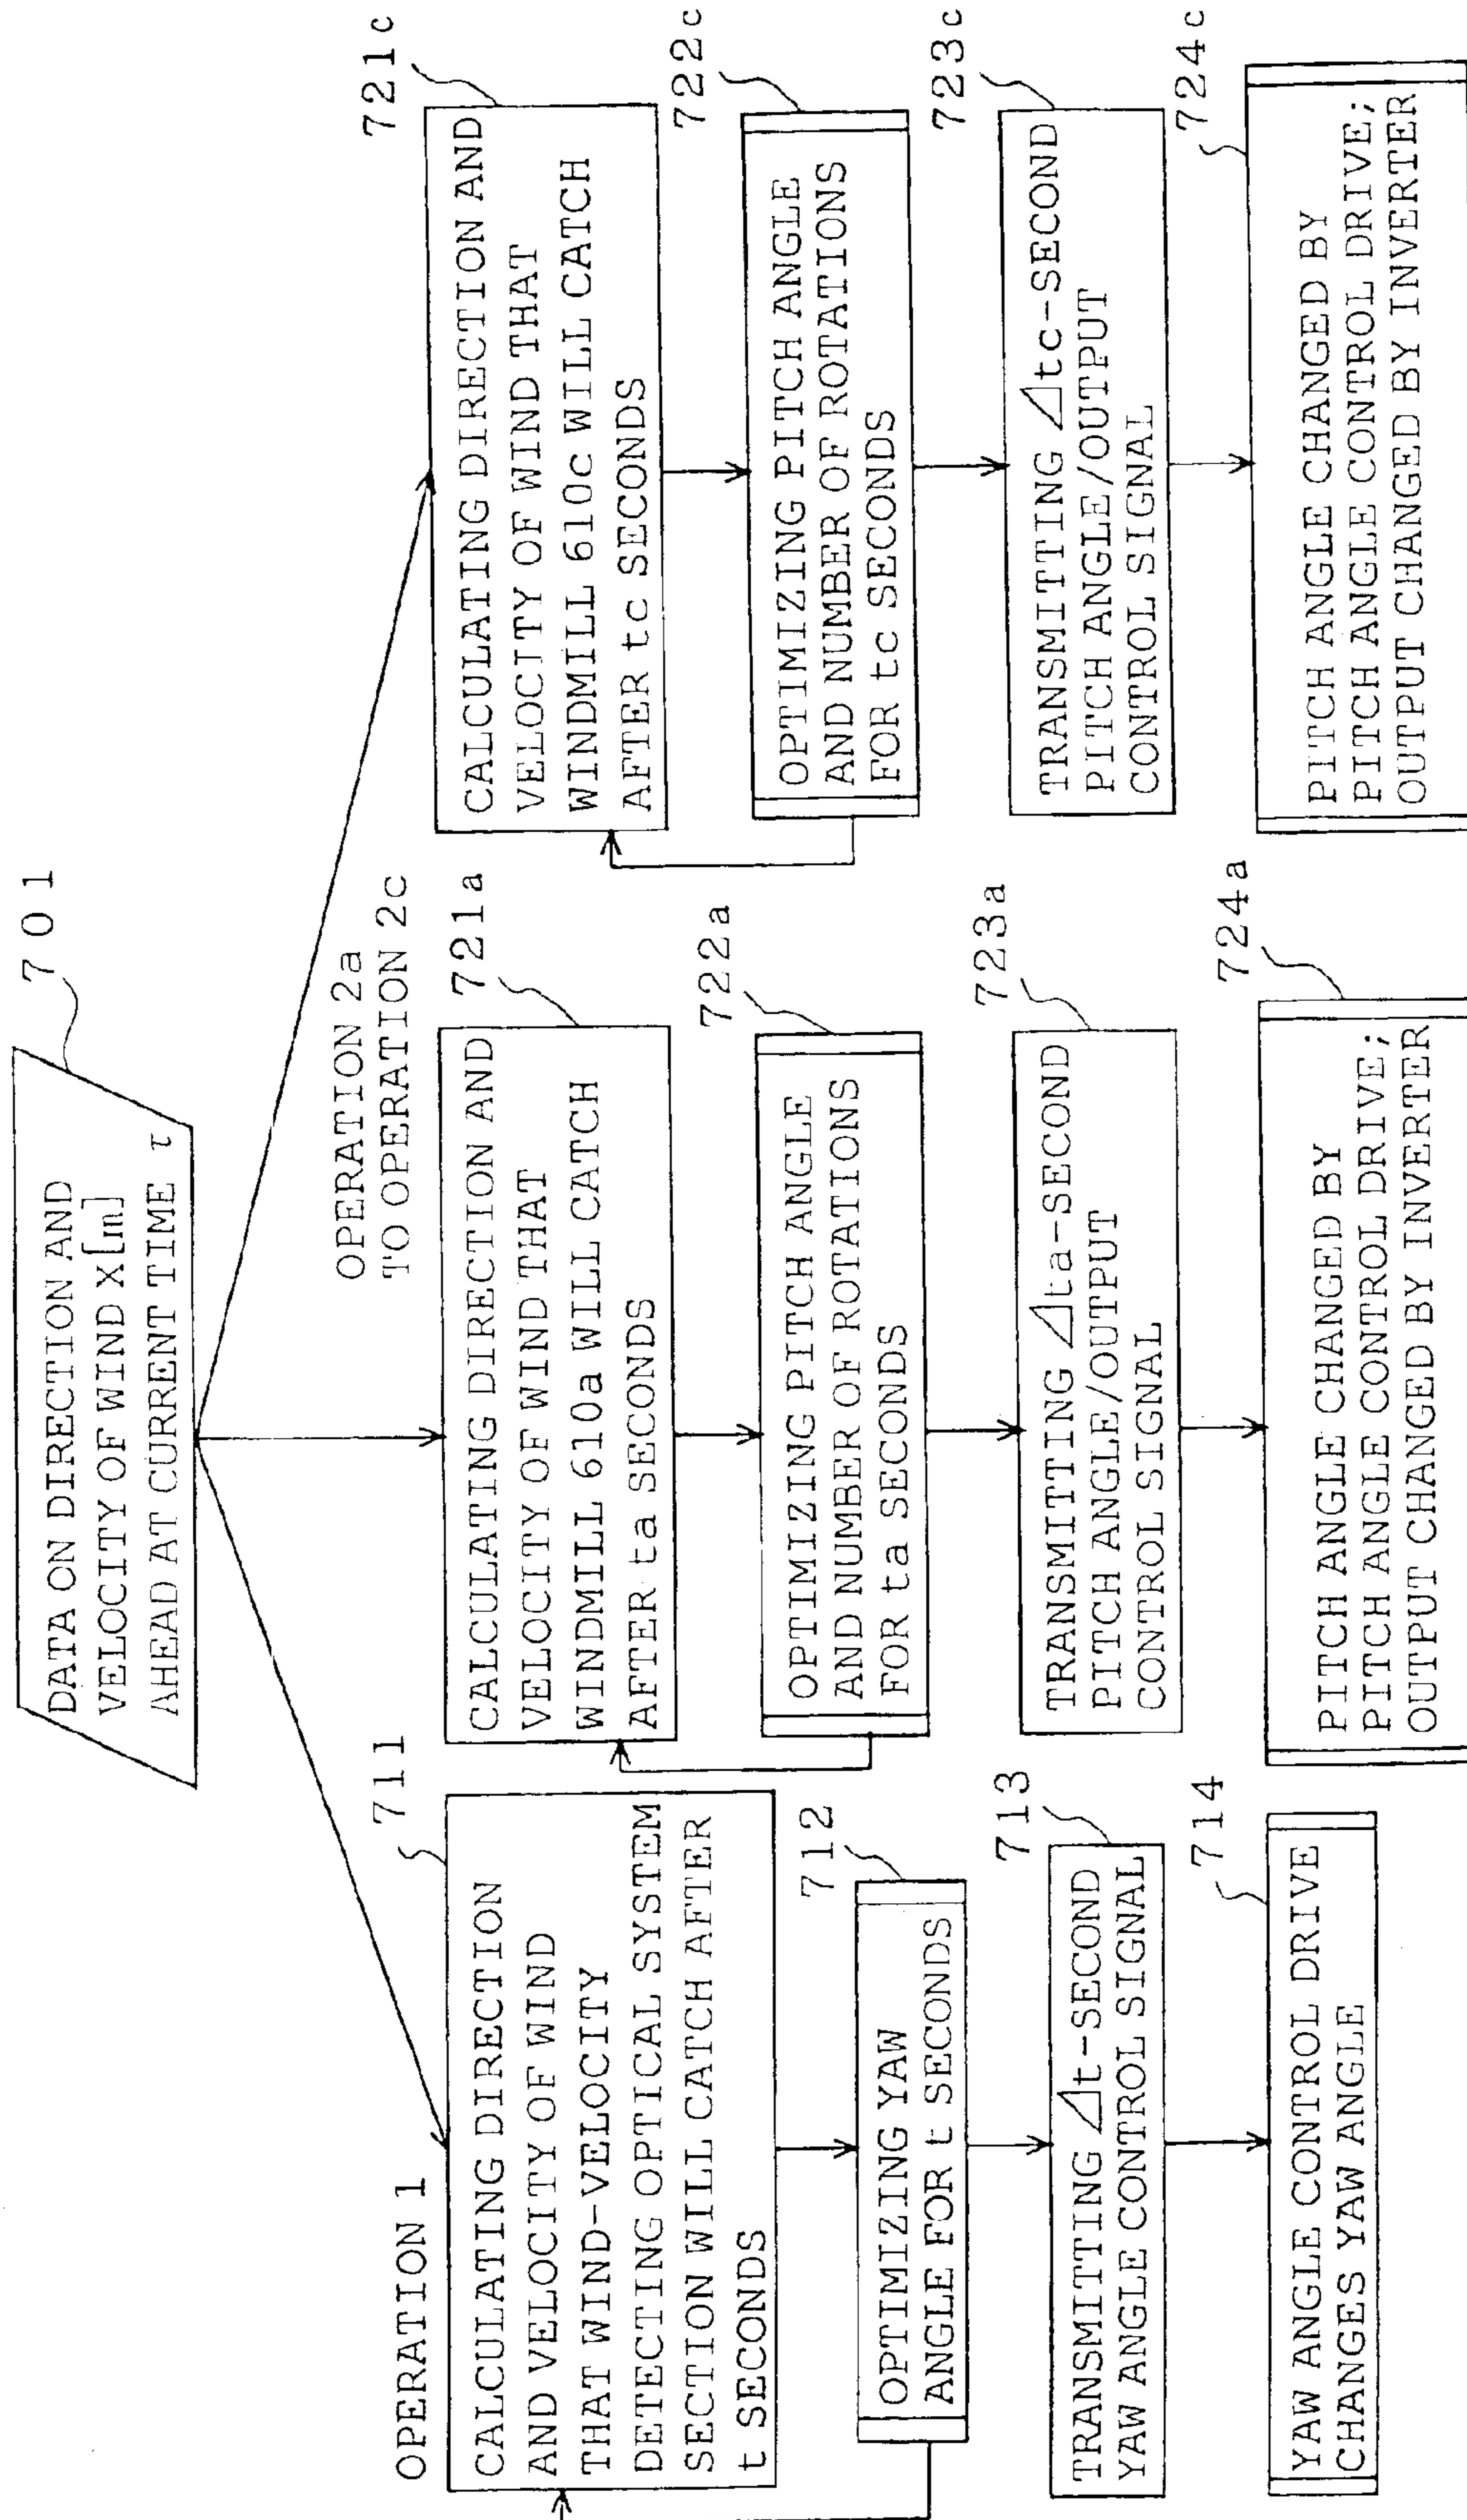 701
DATA ON DIRECTION AND
VELOCITY OF WIND X[m]
AHEAD AT CURRENT TIME τ
OPERATION 1
711
CALCULATING DIRECTION
AND VELOCITY OF WIND
THAT WIND-VELOCITY
DETECTING OPTICAL SYSTEM
SECTION WILL CATCH AFTER
t SECONDS
712
OPTIMIZING YAW
ANGLE FOR t SECONDS
713
TRANSMITTING ⊿t-SECOND
YAW ANGLE CONTROL SIGNAL
714
YAW ANGLE CONTROL DRIVE
CHANGES YAW ANGLE
OPERATION 2a
TO OPERATION 2c
721a
CALCULATING DIRECTION AND
VELOCITY OF WIND THAT
WINDMILL 610a WILL CATCH
AFTER ta SECONDS
722a
OPTIMIZING PITCH ANGLE
AND NUMBER OF ROTATIONS
FOR ta SECONDS
723a
TRANSMITTING ⊿ta-SECOND
PITCH ANGLE/OUTPUT
CONTROL SIGNAL
724a
PITCH ANGLE CHANGED BY
PITCH ANGLE CONTROL DRIVE;
OUTPUT CHANGED BY INVERTER
721c
CALCULATING DIRECTION AND
VELOCITY OF WIND THAT
WINDMILL 610c WILL CATCH
AFTER tc SECONDS
722c
OPTIMIZING PITCH ANGLE
AND NUMBER OF ROTATIONS
FOR tc SECONDS
723c
TRANSMITTING ⊿tc-SECOND
PITCH ANGLE/OUTPUT
CONTROL SIGNAL
724c
PITCH ANGLE CHANGED BY
PITCH ANGLE CONTROL DRIVE;
OUTPUT CHANGED BY INVERTER